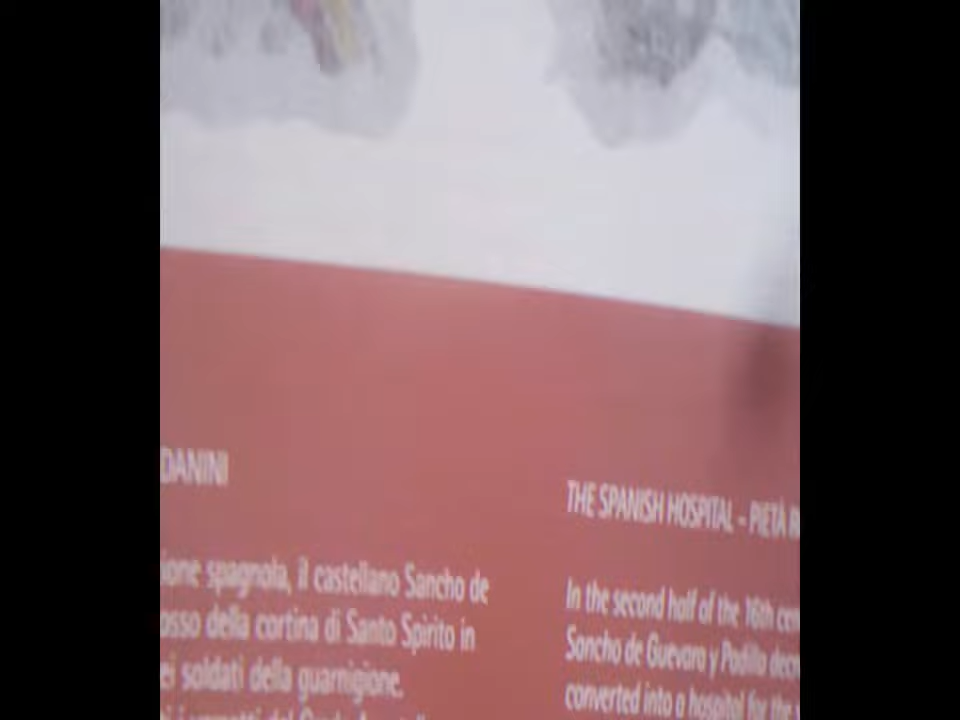 DANINI
ione spagnola, il castellano Sancho de
osso della cortina di Santo Spirito in
ei soldati della guarnigione.
THE SPANISH HOSPITAL – PIETÀ
In the second half of the 16th cen
Sancho de Guevara y Padilla decr
converted into a hospital for the